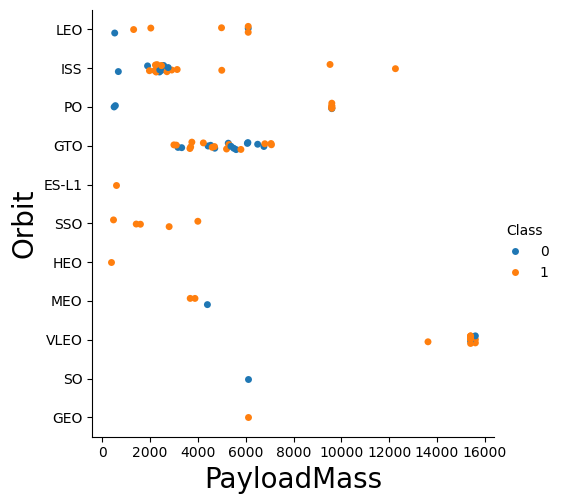 LEO
ISS
PO
GTO
ES-L1
SSO
HEO
MEO
VLEO
SO
GEO
Orbit
0 2000 4000 6000 8000 10000 12000 14000 16000
PayloadMass
Class
0
1